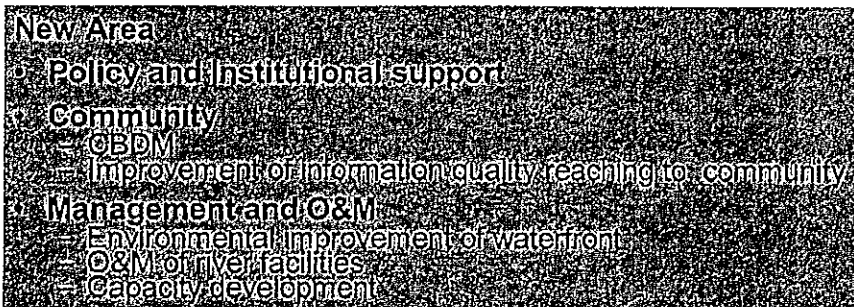 New Area
• Policy and Institutional support
• Community
– CBDM
– Improvement of information quality reaching to community
• Management and O&M
– Environmental improvement of waterfront
– O&M of river facilities
– Capacity development